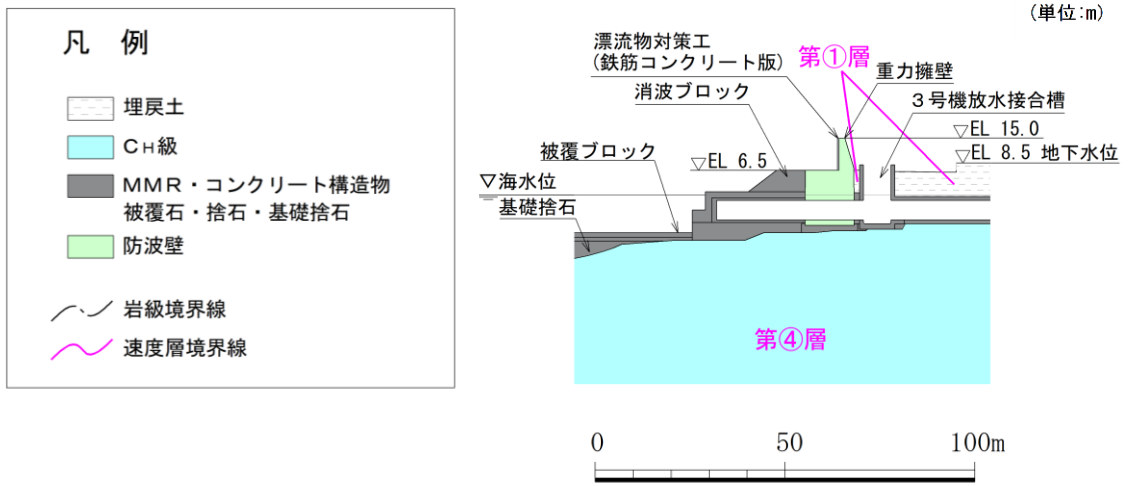 (単位:m)
凡 例
埋戻土
CH級
MMR・コンクリート構造物
被覆石・捨石・基礎捨石
防波壁
岩級境界線
速度層境界線
漂流物対策工
(鉄筋コンクリート版)
第①層
重力擁壁
消波ブロック
3号機放水接合槽
▽EL 15.0
被覆ブロック
▽EL 6.5
▽EL 8.5 地下水位
▽海水位
基礎捨石
第④層
0 50 100m